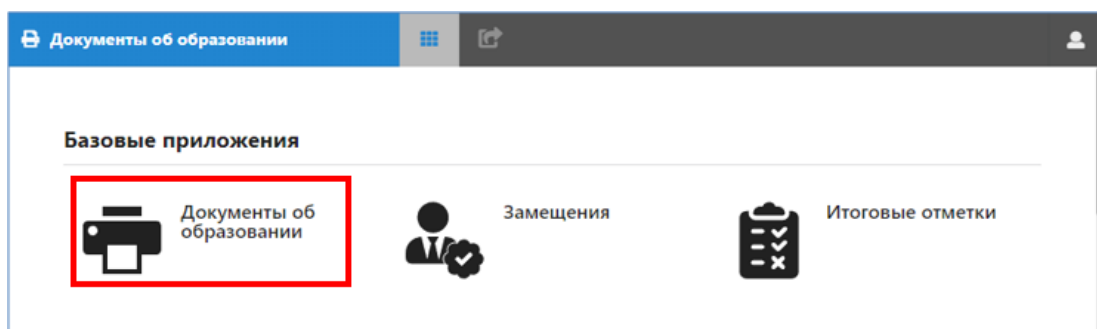 Документы об образовании
Базовые приложения
Документы об
образовании
Замещения
Итоговые отметки